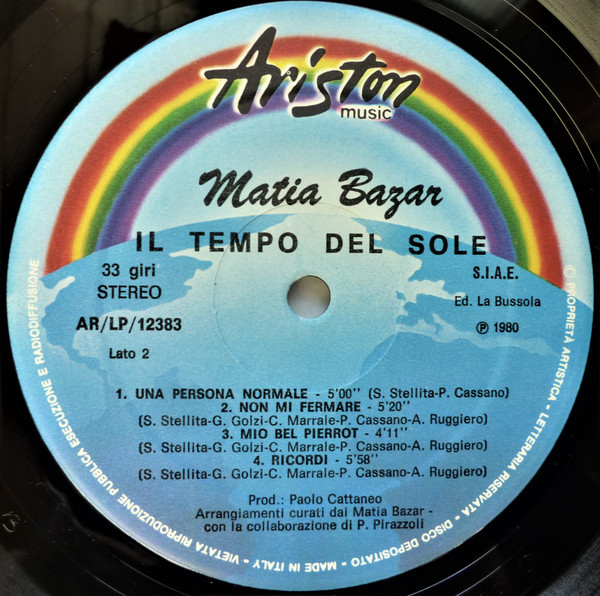 Ariston
music
Matia Bazar
IL TEMPO DEL SOLE
33 giri
STEREO
S.I.A.E.
Ed. La Bussola
AR/LP/12383
℗ 1980
Lato 2
1. UNA PERSONA NORMALE - 5'00" (S. Stellita-P. Cassano)
2. NON MI FERMARE - 5'20"
(S. Stellita-G. Golzi-C. Marrale-P. Cassano-A. Ruggiero)
3. MIO BEL PIERROT - 4'11"
(S. Stellita-G. Golzi-C. Marrale-P. Cassano-A. Ruggiero)
4. RICORDI - 5'58"
(S. Stellita-G. Golzi-C. Marrale-P. Cassano-A. Ruggiero)
Prod.: Paolo Cattaneo
Arrangiamenti curati dai Matia Bazar -
con la collaborazione di P. Pirazzoli
© PROPRIETÀ ARTISTICA - LETTERARIA RISERVATA - DISCO DEPOSITATO - MADE IN ITALY - VIETATA RIPRODUZIONE PUBBLICA ESECUZIONE E RADIODIFFUSIONE